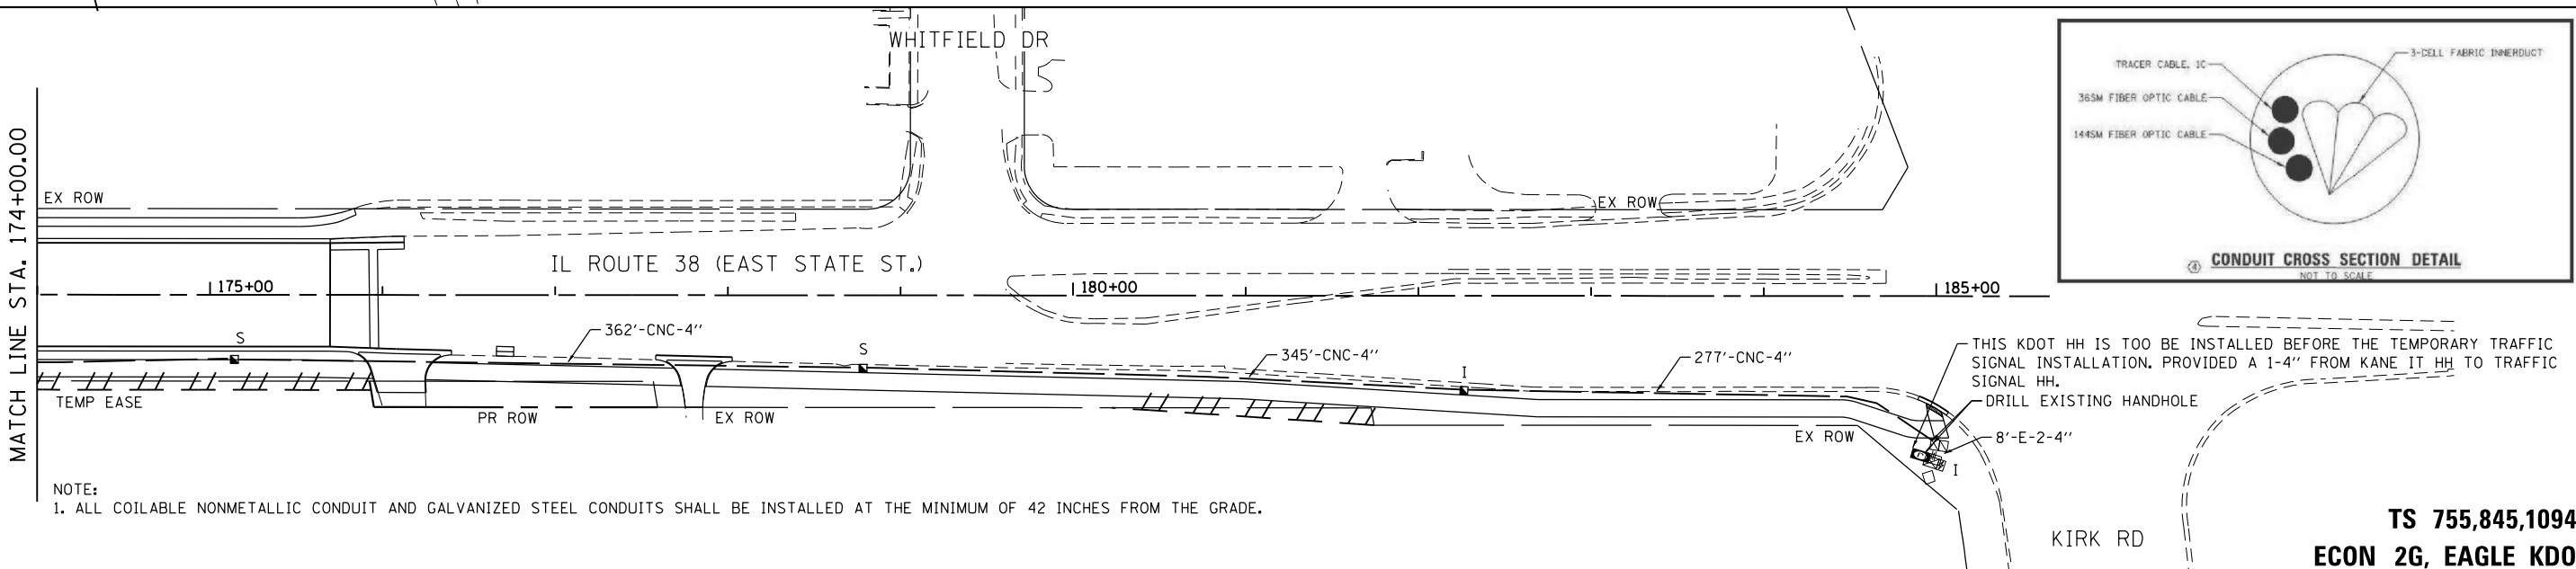 WHITFIELD DR
3-CELL FABRIC INNERDUCT
TRACER CABLE, 1C
36SM FIBER OPTIC CABLE
144SM FIBER OPTIC CABLE
4 CONDUIT CROSS SECTION DETAIL
NOT TO SCALE
MATCH LINE STA. 174+00.00
EX ROW
EX ROW
IL ROUTE 38 (EAST STATE ST.)
175+00
180+00
185+00
S
362'-CNC-4''
S
345'-CNC-4''
I
277'-CNC-4''
THIS KDOT HH IS TOO BE INSTALLED BEFORE THE TEMPORARY TRAFFIC
SIGNAL INSTALLATION. PROVIDED A 1-4'' FROM KANE IT HH TO TRAFFIC
SIGNAL HH.
DRILL EXISTING HANDHOLE
TEMP EASE
PR ROW
EX ROW
EX ROW
8'-E-2-4''
I
NOTE:
1. ALL COILABLE NONMETALLIC CONDUIT AND GALVANIZED STEEL CONDUITS SHALL BE INSTALLED AT THE MINIMUM OF 42 INCHES FROM THE GRADE.
KIRK RD
TS 755,845,1094
ECON 2G, EAGLE KDO